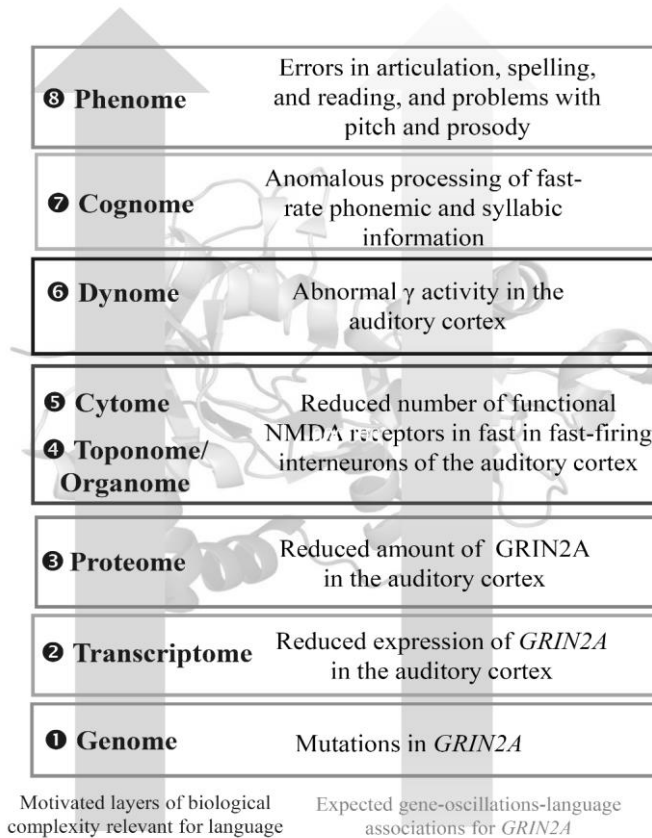 ❽ Phenome
Errors in articulation, spelling,
and reading, and problems with
pitch and prosody
❼ Cognome
Anomalous processing of fast-
rate phonemic and syllabic
information
❻ Dynome
Abnormal γ activity in the
auditory cortex
❺ Cytome
❹ Toponome/
Organome
Reduced number of functional
NMDA receptors in fast in fast-firing
interneurons of the auditory cortex
❸ Proteome
Reduced amount of GRIN2A
in the auditory cortex
❷ Transcriptome
Reduced expression of GRIN2A
in the auditory cortex
❶ Genome
Mutations in GRIN2A
Motivated layers of biological
complexity relevant for language
Expected gene-oscillations-language
associations for GRIN2A